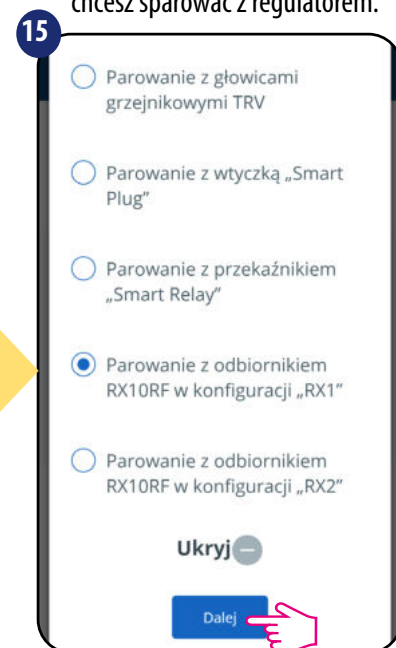 chcesz sparować z regulatorem.
15
Parowanie z głowicami
grzejnikowymi TRV
Parowanie z wtyczką „Smart
Plug”
Parowanie z przekaźnikiem
„Smart Relay”
Parowanie z odbiornikiem
RX10RF w konfiguracji „RX1”
Parowanie z odbiornikiem
RX10RF w konfiguracji „RX2”
Ukryj
Dalej